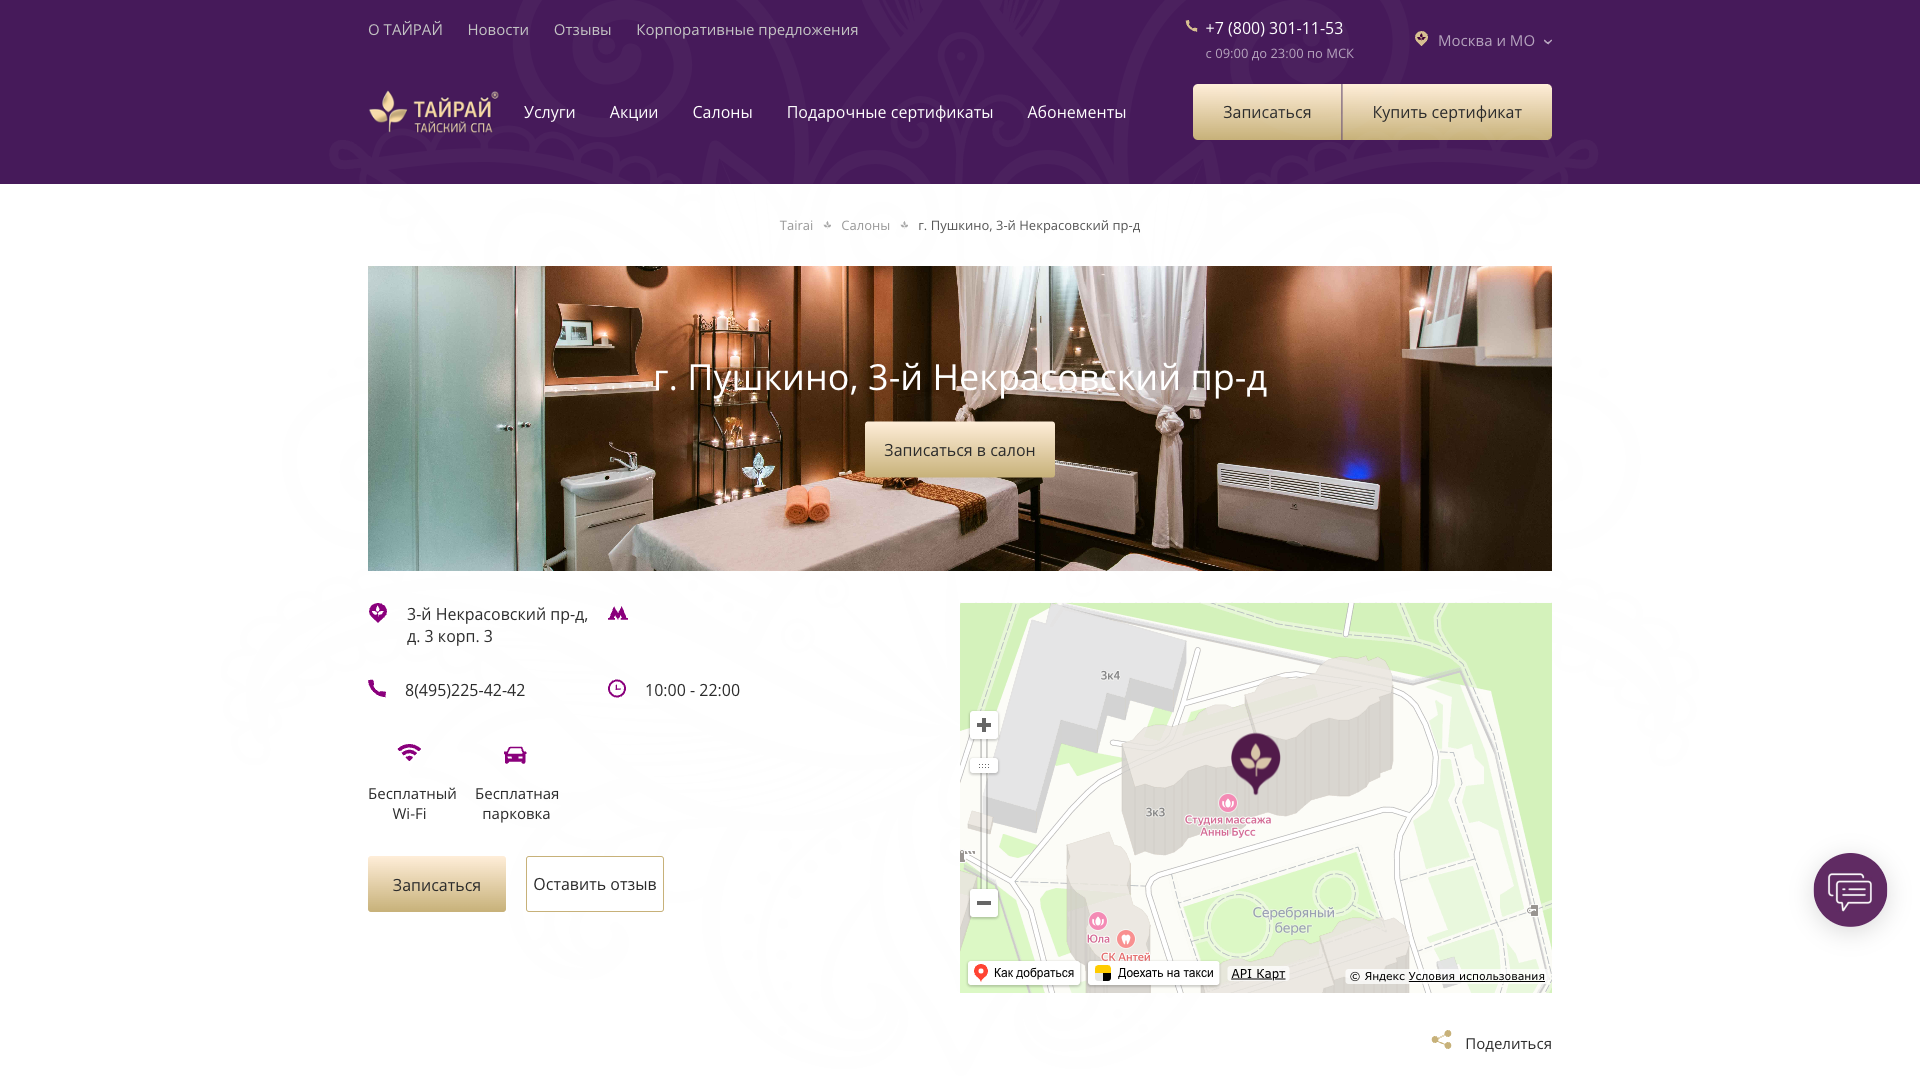 О ТАЙРАЙ Новости Отзывы Корпоративные предложения
+7 (800) 301-11-53
с 09:00 до 23:00 по МСК
Москва и МО
ТАЙРАЙ®
ТАЙСКИЙ СПА
Услуги Акции Салоны Подарочные сертификаты Абонементы
Записаться Купить сертификат
Tairai Салоны г. Пушкино, 3-й Некрасовский пр-д
г. Пушкино, 3-й Некрасовский пр-д
Записаться в салон
3-й Некрасовский пр-д,
д. 3 корп. 3
8(495)225-42-42
10:00 - 22:00
Бесплатный
Wi-Fi
Бесплатная
парковка
Записаться
Оставить отзыв
3к4
3к3
Студия массажа
Анны Бусс
Серебряный
берег
Юла
СК Антей
Как добраться
Доехать на такси
API Карт
© Яндекс Условия использования
Поделиться